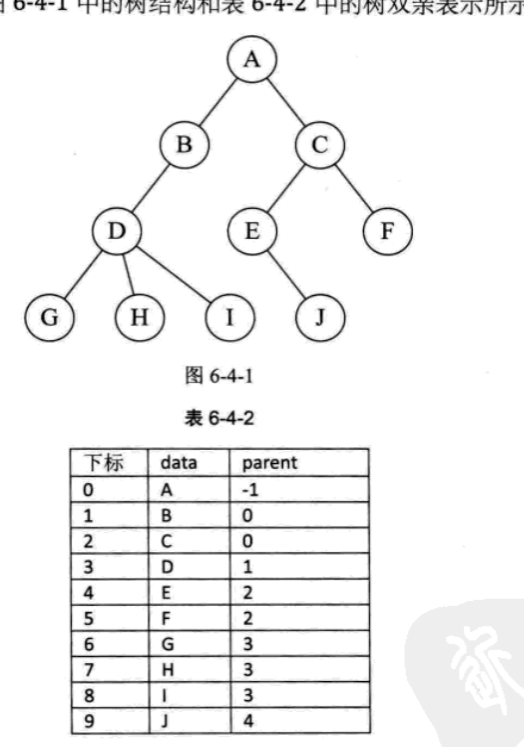 6-4-1 中的树结构和表 6-4-2 中的树双亲表示所示
A
B
C
D
E
F
G
H
I
J
图 6-4-1
表 6-4-2
下标 data parent
0 A -1
1 B 0
2 C 0
3 D 1
4 E 2
5 F 2
6 G 3
7 H 3
8 I 3
9 J 4